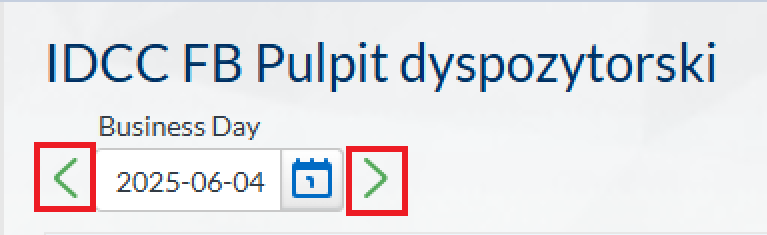 IDCC FB Pulpit dyspozytorski
Business Day
2025-06-04